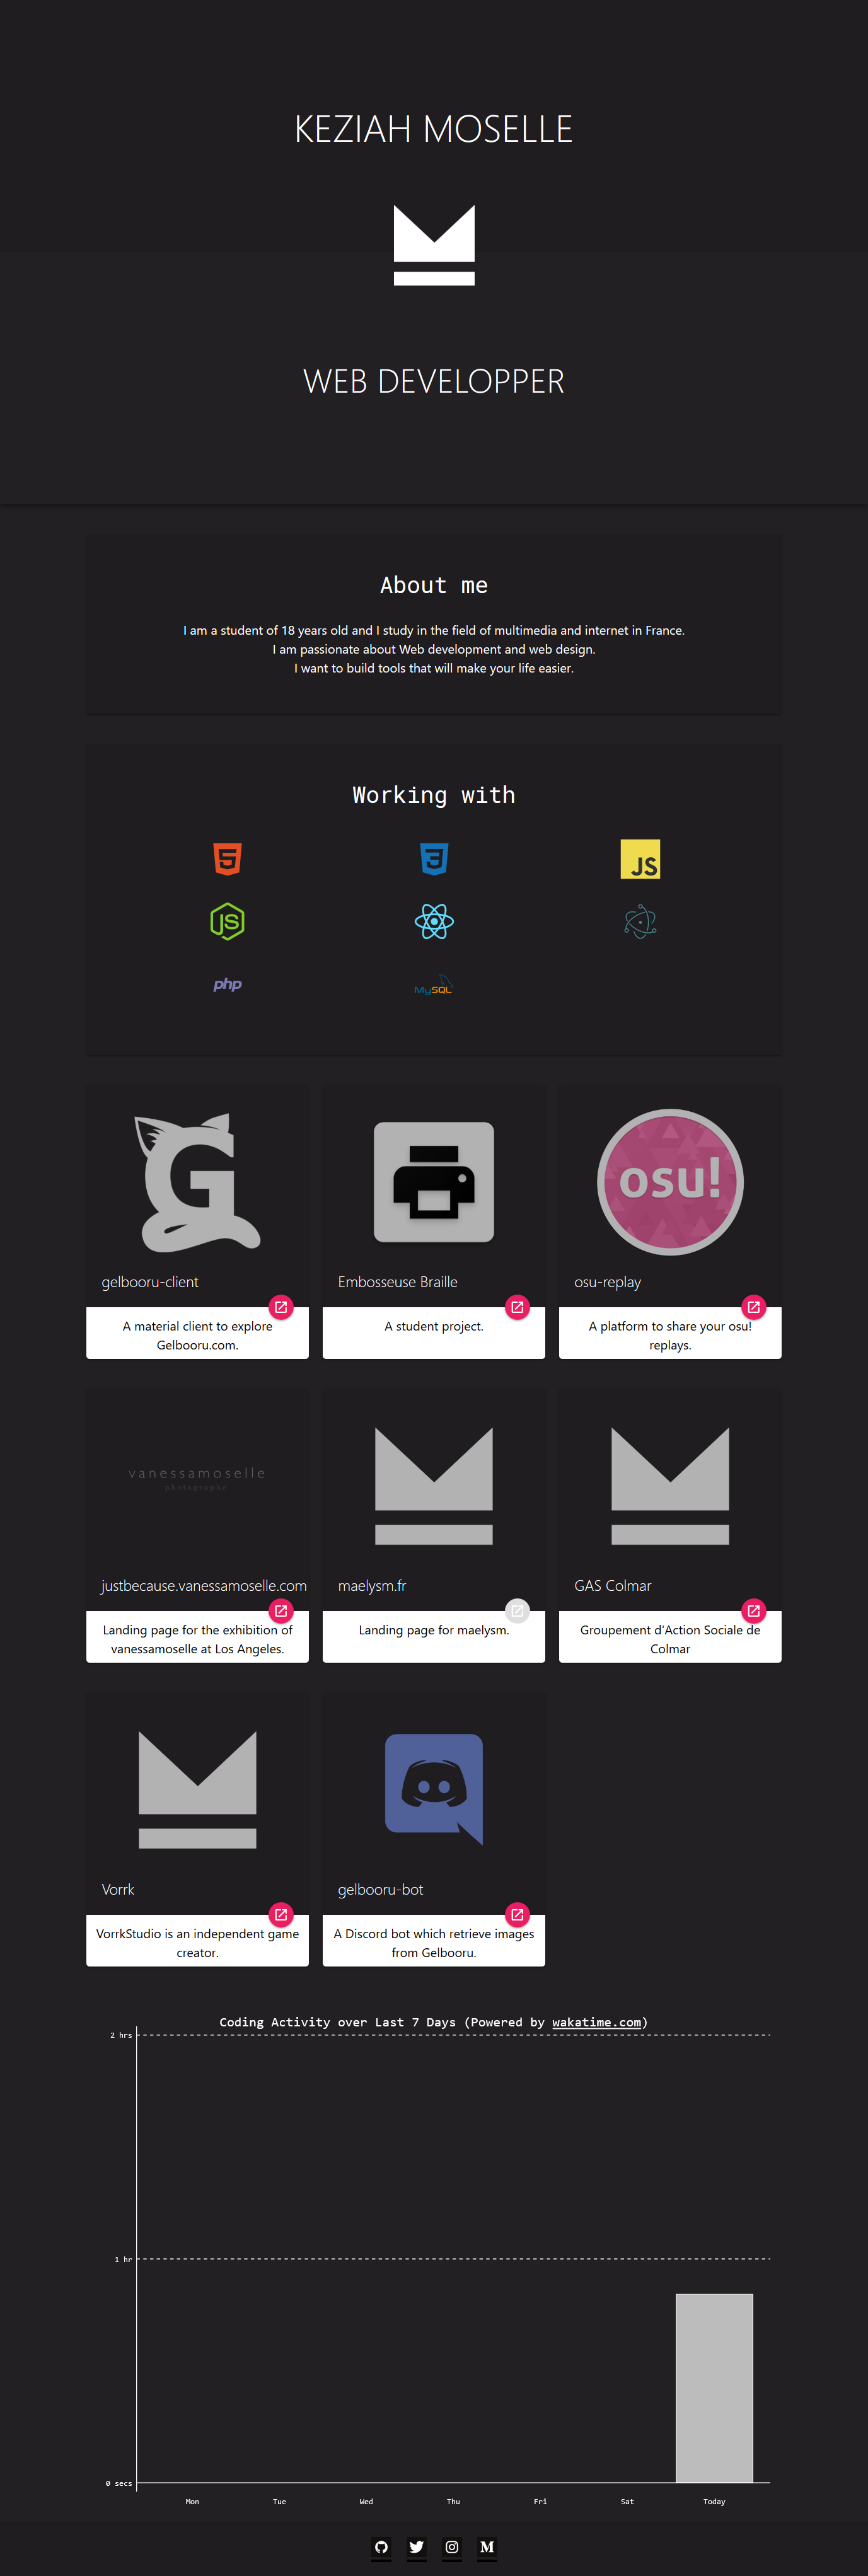 KEZIAH MOSELLE
WEB DEVELOPPER
About me
I am a student of 18 years old and I study in the field of multimedia and internet in France.
I am passionate about Web development and web design.
I want to build tools that will make your life easier.
Working with
JS
JS
php
MySQL
G
osu!
gelbooru-client
Embosseuse Braille
osu-replay
A material client to explore
Gelbooru.com.
A student project.
A platform to share your osu!
replays.
vanessamoselle
photographe
justbecause.vanessamoselle.com
maelysm.fr
GAS Colmar
Landing page for the exhibition of
vanessamoselle at Los Angeles.
Landing page for maelysm.
Groupement d'Action Sociale de
Colmar
Vorrk
gelbooru-bot
VorrkStudio is an independent game
creator.
A Discord bot which retrieve images
from Gelbooru.
Coding Activity over Last 7 Days (Powered by wakatime.com)
2 hrs
1 hr
0 secs
Mon Tue Wed Thu Fri Sat Today